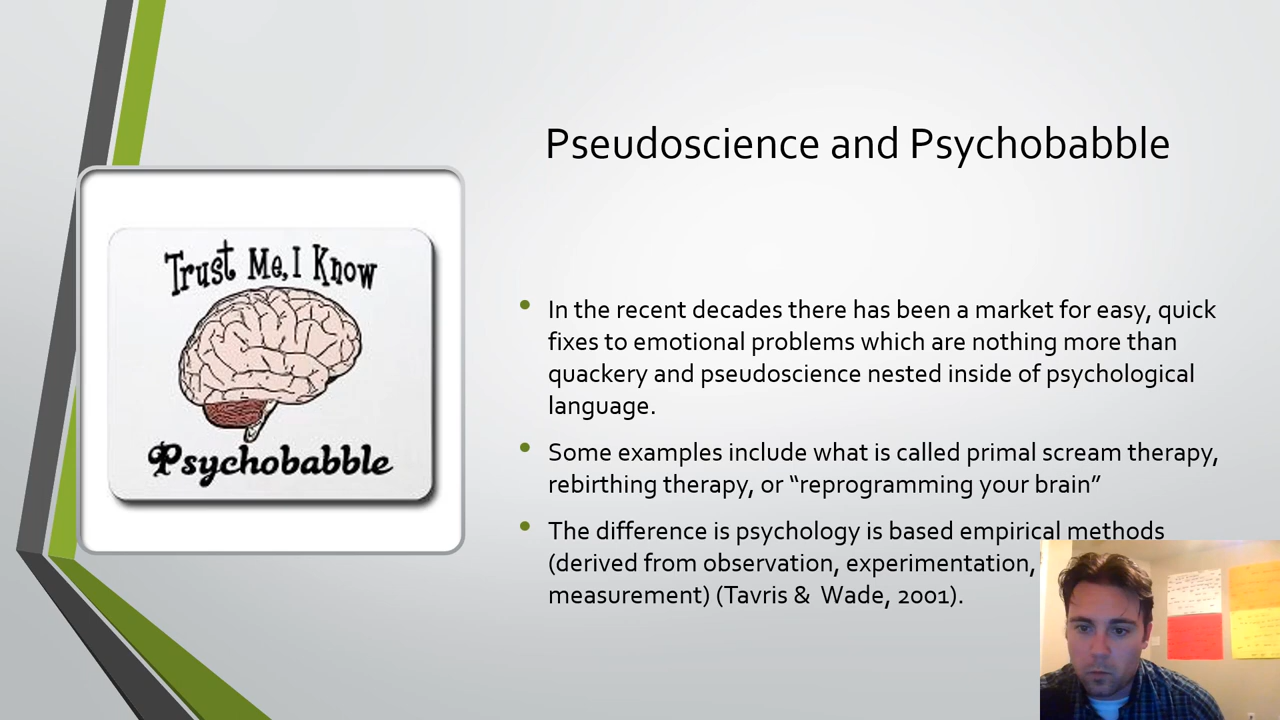 Pseudoscience and Psychobabble
Trust Me, I Know
Psychobabble
In the recent decades there has been a market for easy, quick
fixes to emotional problems which are nothing more than
quackery and pseudoscience nested inside of psychological
language.
Some examples include what is called primal scream therapy,
rebirthing therapy, or “reprogramming your brain”
The difference is psychology is based empirical methods
(derived from observation, experimentation,
measurement) (Tavris & Wade, 2001).